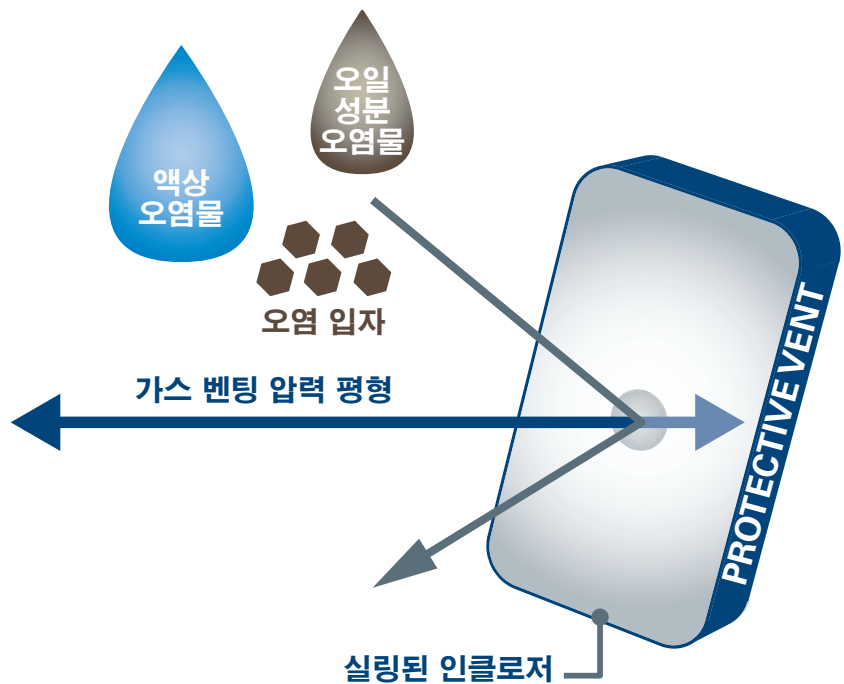 오일
성분
오염물
액상
오염물
오염 입자
가스 벤팅 압력 평형
PROTECTIVE VENT
실링된 인클로저